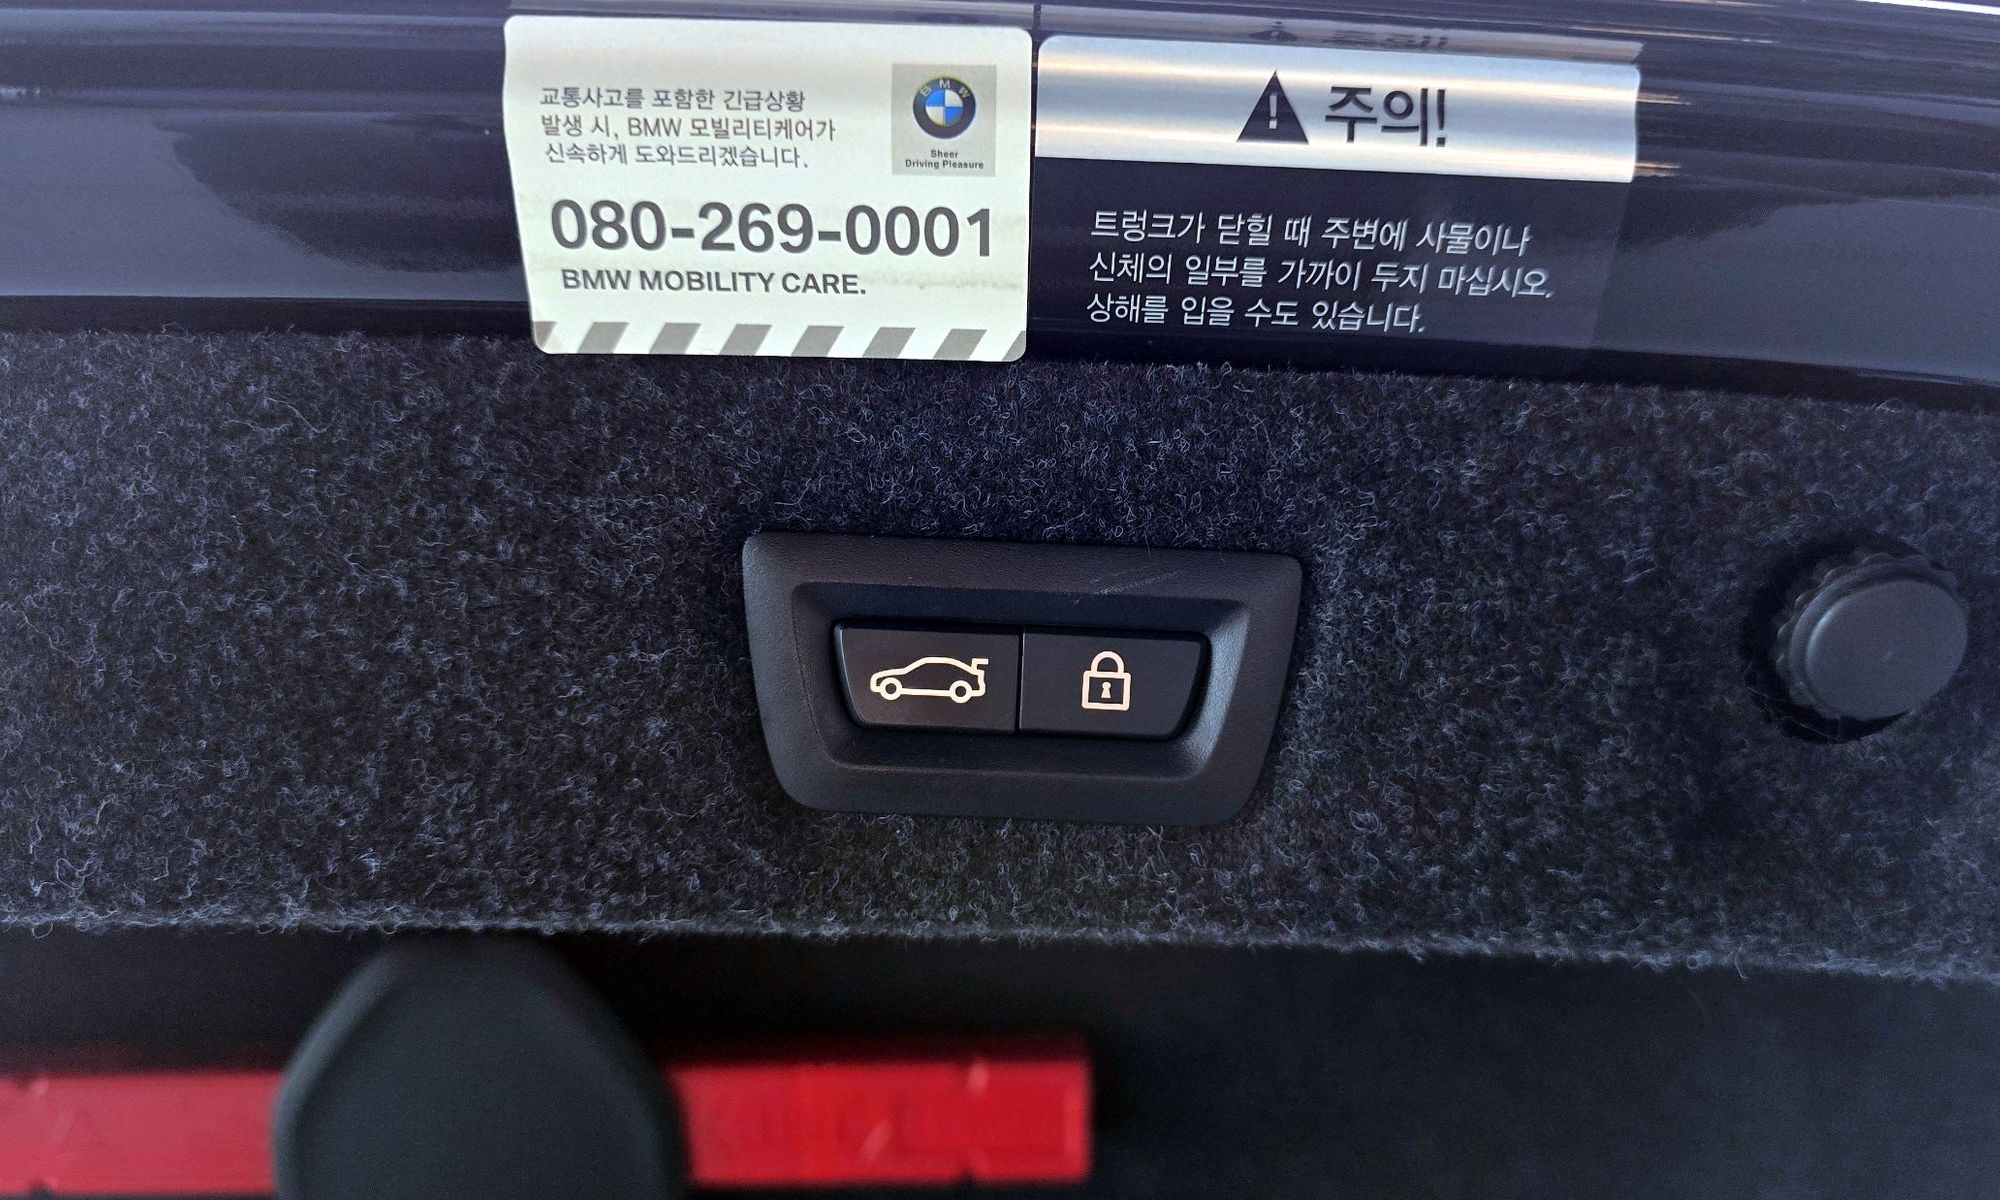 교통사고를 포함한 긴급상황
발생 시, BMW 모빌리티케어가
신속하게 도와드리겠습니다.
BMW
Sheer
Driving Pleasure
080-269-0001
BMW MOBILITY CARE.
주의!
트렁크가 닫힐 때 주변에 사물이나
신체의 일부를 가까이 두지 마십시오.
상해를 입을 수도 있습니다.